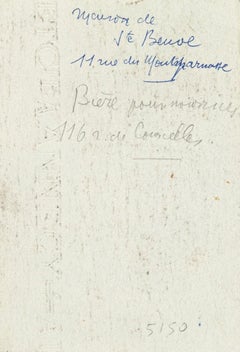 Maison de
Ste Beuve
11 rue du Montparnasse
Bière pour
116 r. de Courcelles
5150